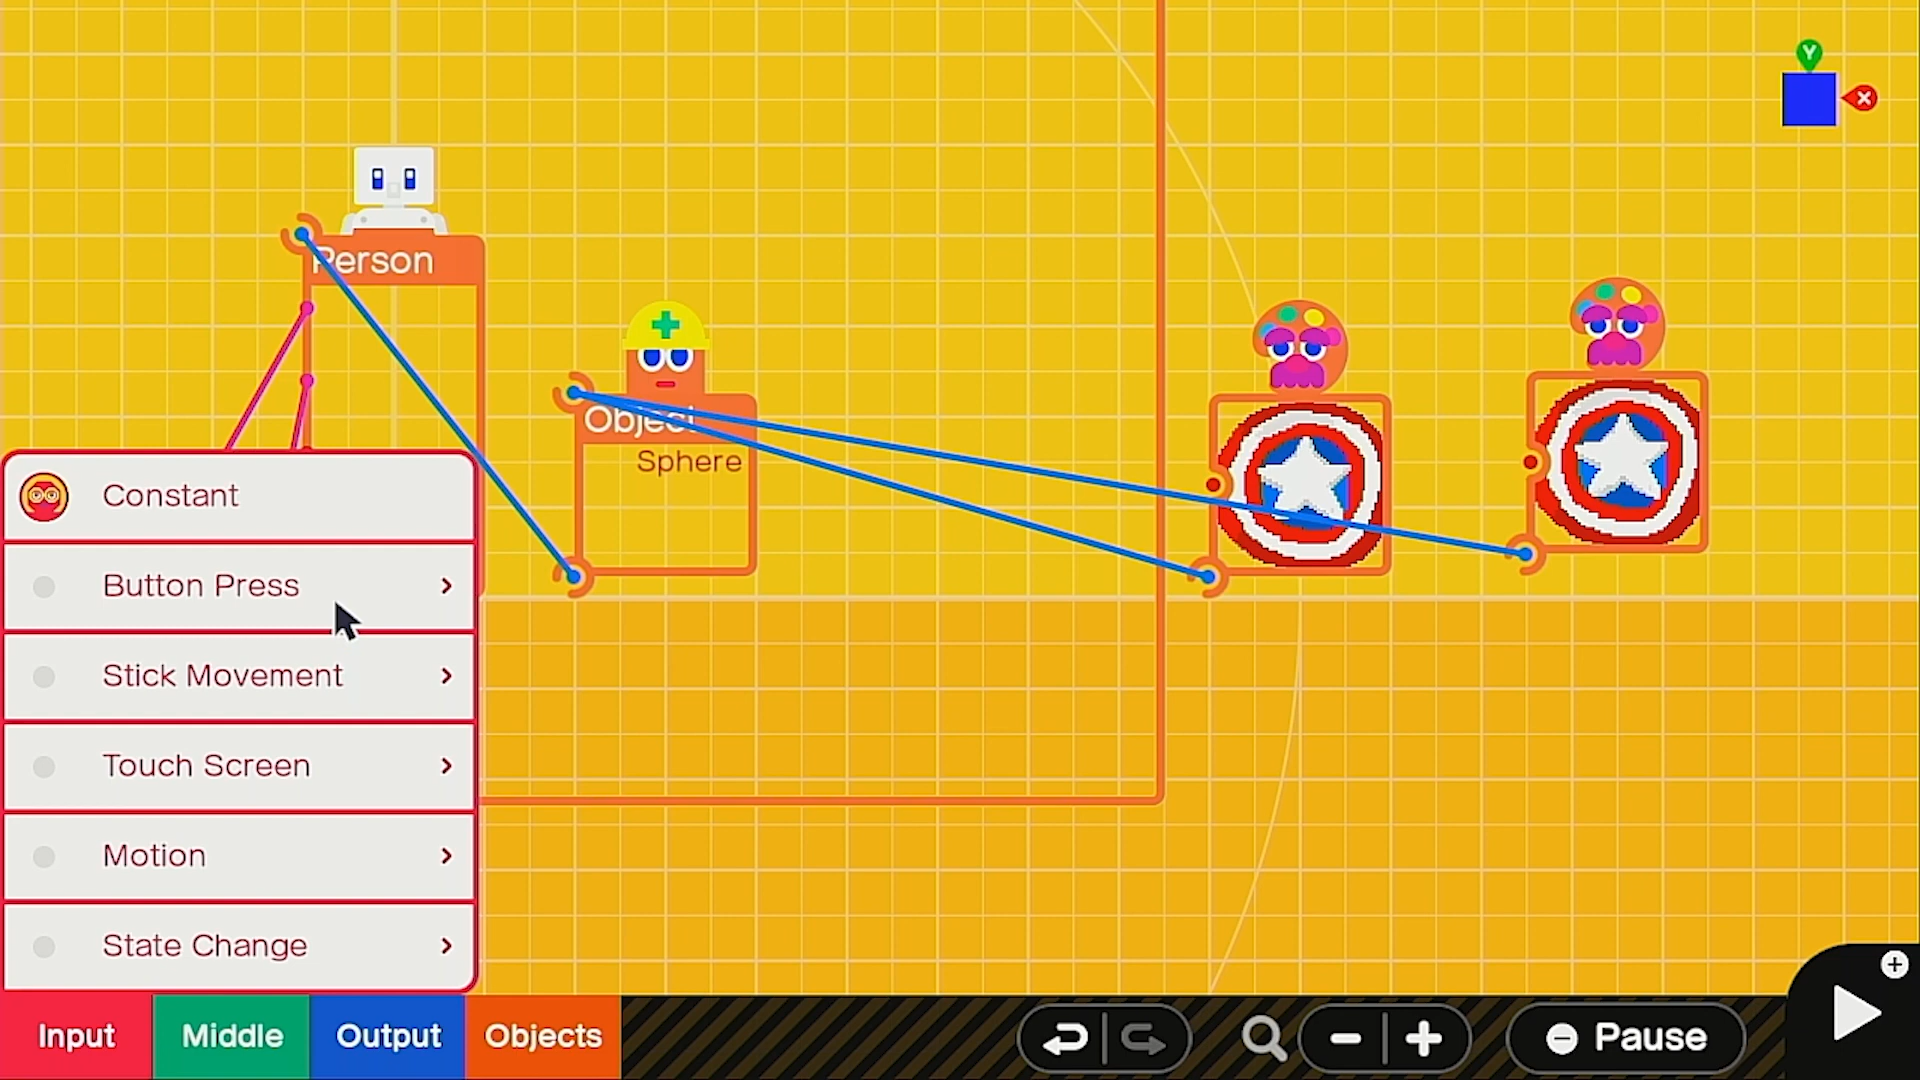 Y
X
Person
Object
Sphere
Constant
Button Press
Stick Movement
Touch Screen
Motion
State Change
Input
Middle
Output
Objects
Pause